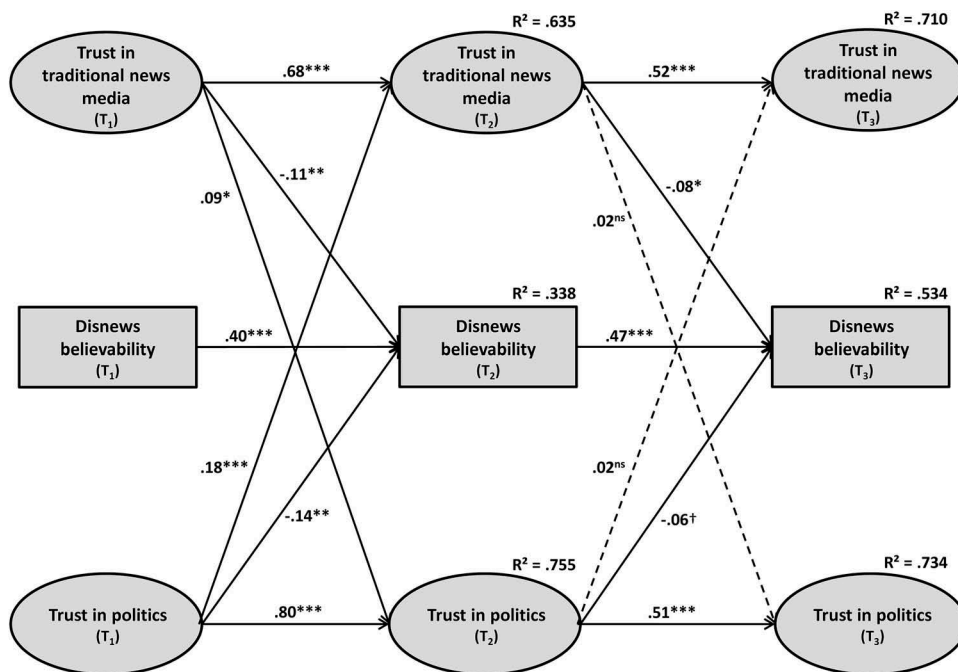 R² = .635
R² = .710
Trust in
traditional news
media
(T₁)
.68***
Trust in
traditional news
media
(T₂)
.52***
Trust in
traditional news
media
(T₃)
-.11**
.09*
-.08*
.02ⁿˢ
R² = .338
R² = .534
Disnews
believability
(T₁)
.40***
Disnews
believability
(T₂)
.47***
Disnews
believability
(T₃)
.18***
-.14**
.02ⁿˢ
-.06†
R² = .755
R² = .734
Trust in politics
(T₁)
.80***
Trust in politics
(T₂)
.51***
Trust in politics
(T₃)